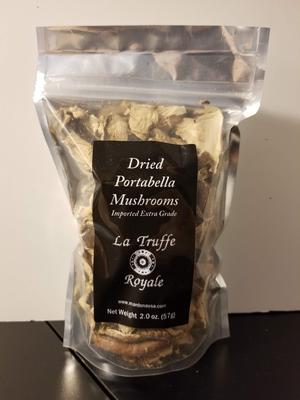 Dried
Portabella
Mushrooms
Imported Extra Grade
La Truffe
Royale
Net Weight 2.0 oz. (57g)